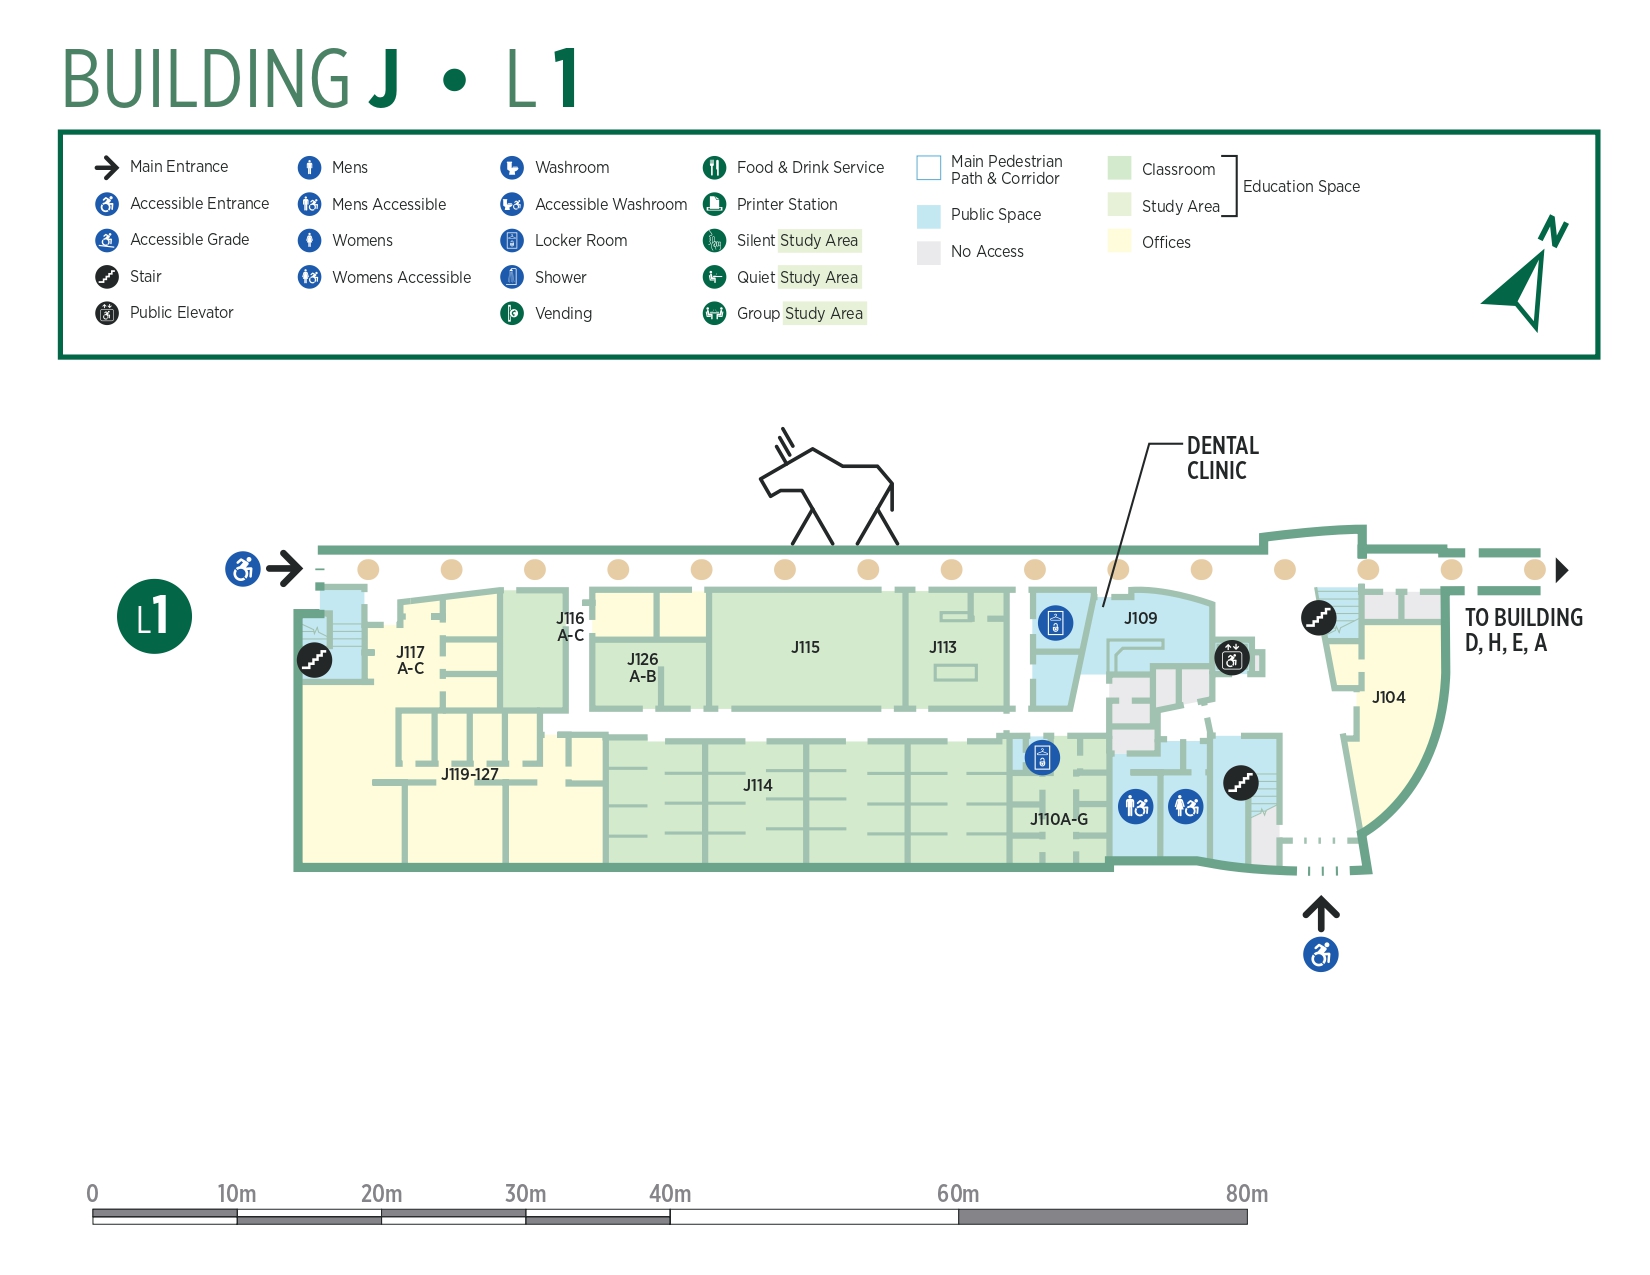 BUILDING J • L 1
Main Entrance
Accessible Entrance
Accessible Grade
Stair
Public Elevator
Mens
Mens Accessible
Womens
Womens Accessible
Washroom
Accessible Washroom
Locker Room
Shower
Vending
Food & Drink Service
Printer Station
Silent Study Area
Quiet Study Area
Group Study Area
Main Pedestrian
Path & Corridor
Public Space
No Access
Classroom
Study Area
Offices
Education Space
N
DENTAL
CLINIC
L1
J117
A-C
J116
A-C
J126
A-B
J115
J113
J109
J104
TO BUILDING
D, H, E, A
J119-127
J114
J110A-G
0 10m 20m 30m 40m 60m 80m